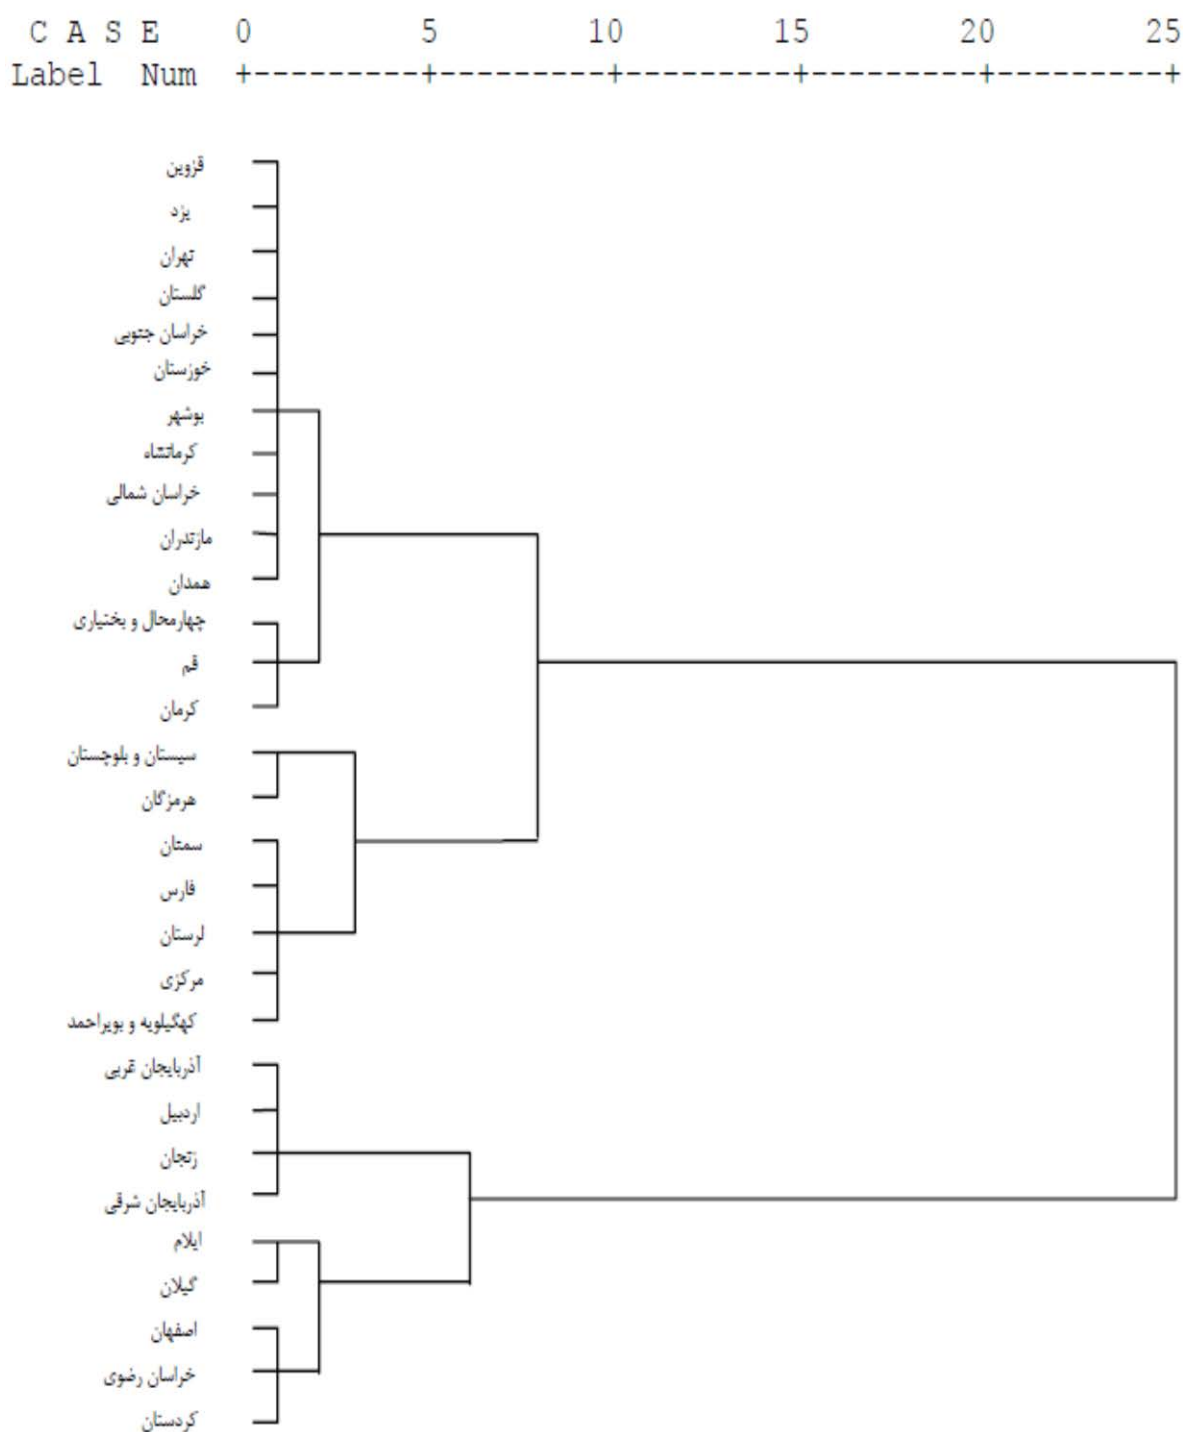 C A S E 0 5 10 15 20 25
Label Num +---------+---------+---------+---------+---------+
قزوین
یزد
تهران
گلستان
خراسان جنوبی
خوزستان
بوشهر
کرمانشاه
خراسان شمالی
مازندران
همدان
چهارمحال و بختیاری
قم
کرمان
سیستان و بلوچستان
هرمزگان
سمنان
فارس
لرستان
مرکزی
کهگیلویه و بویراحمد
آذربایجان غربی
اردبیل
زنجان
آذربایجان شرقی
ایلام
گیلان
اصفهان
خراسان رضوی
کردستان